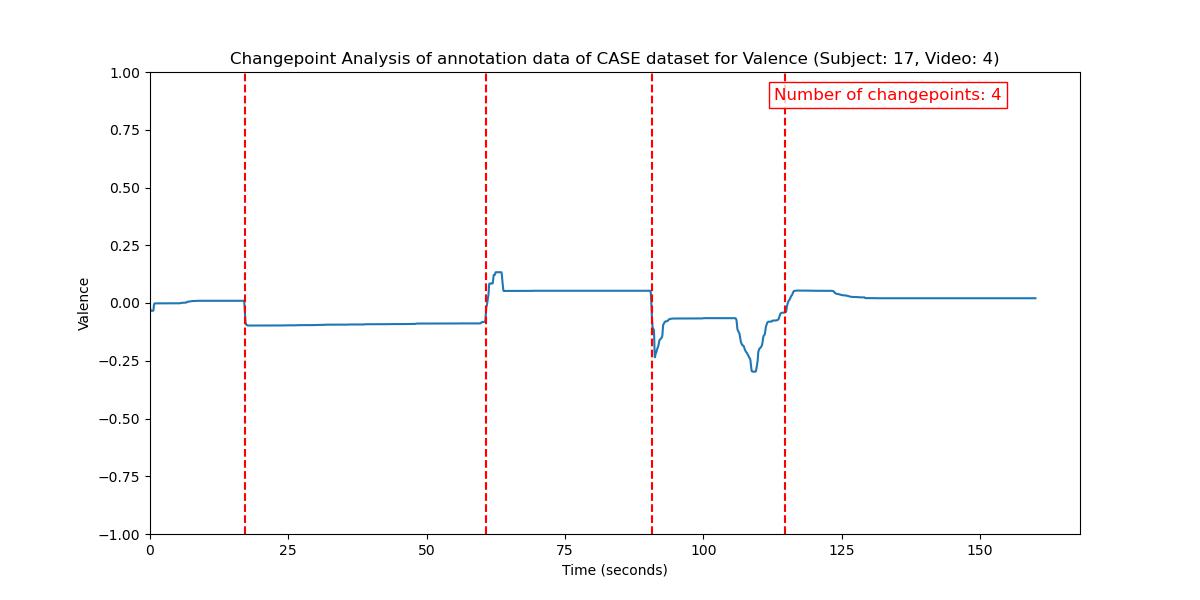 Changepoint Analysis of annotation data of CASE dataset for Valence (Subject: 17, Video: 4)
Number of changepoints: 4
Valence
1.00
0.75
0.50
0.25
0.00
−0.25
−0.50
−0.75
−1.00
0 25 50 75 100 125 150
Time (seconds)